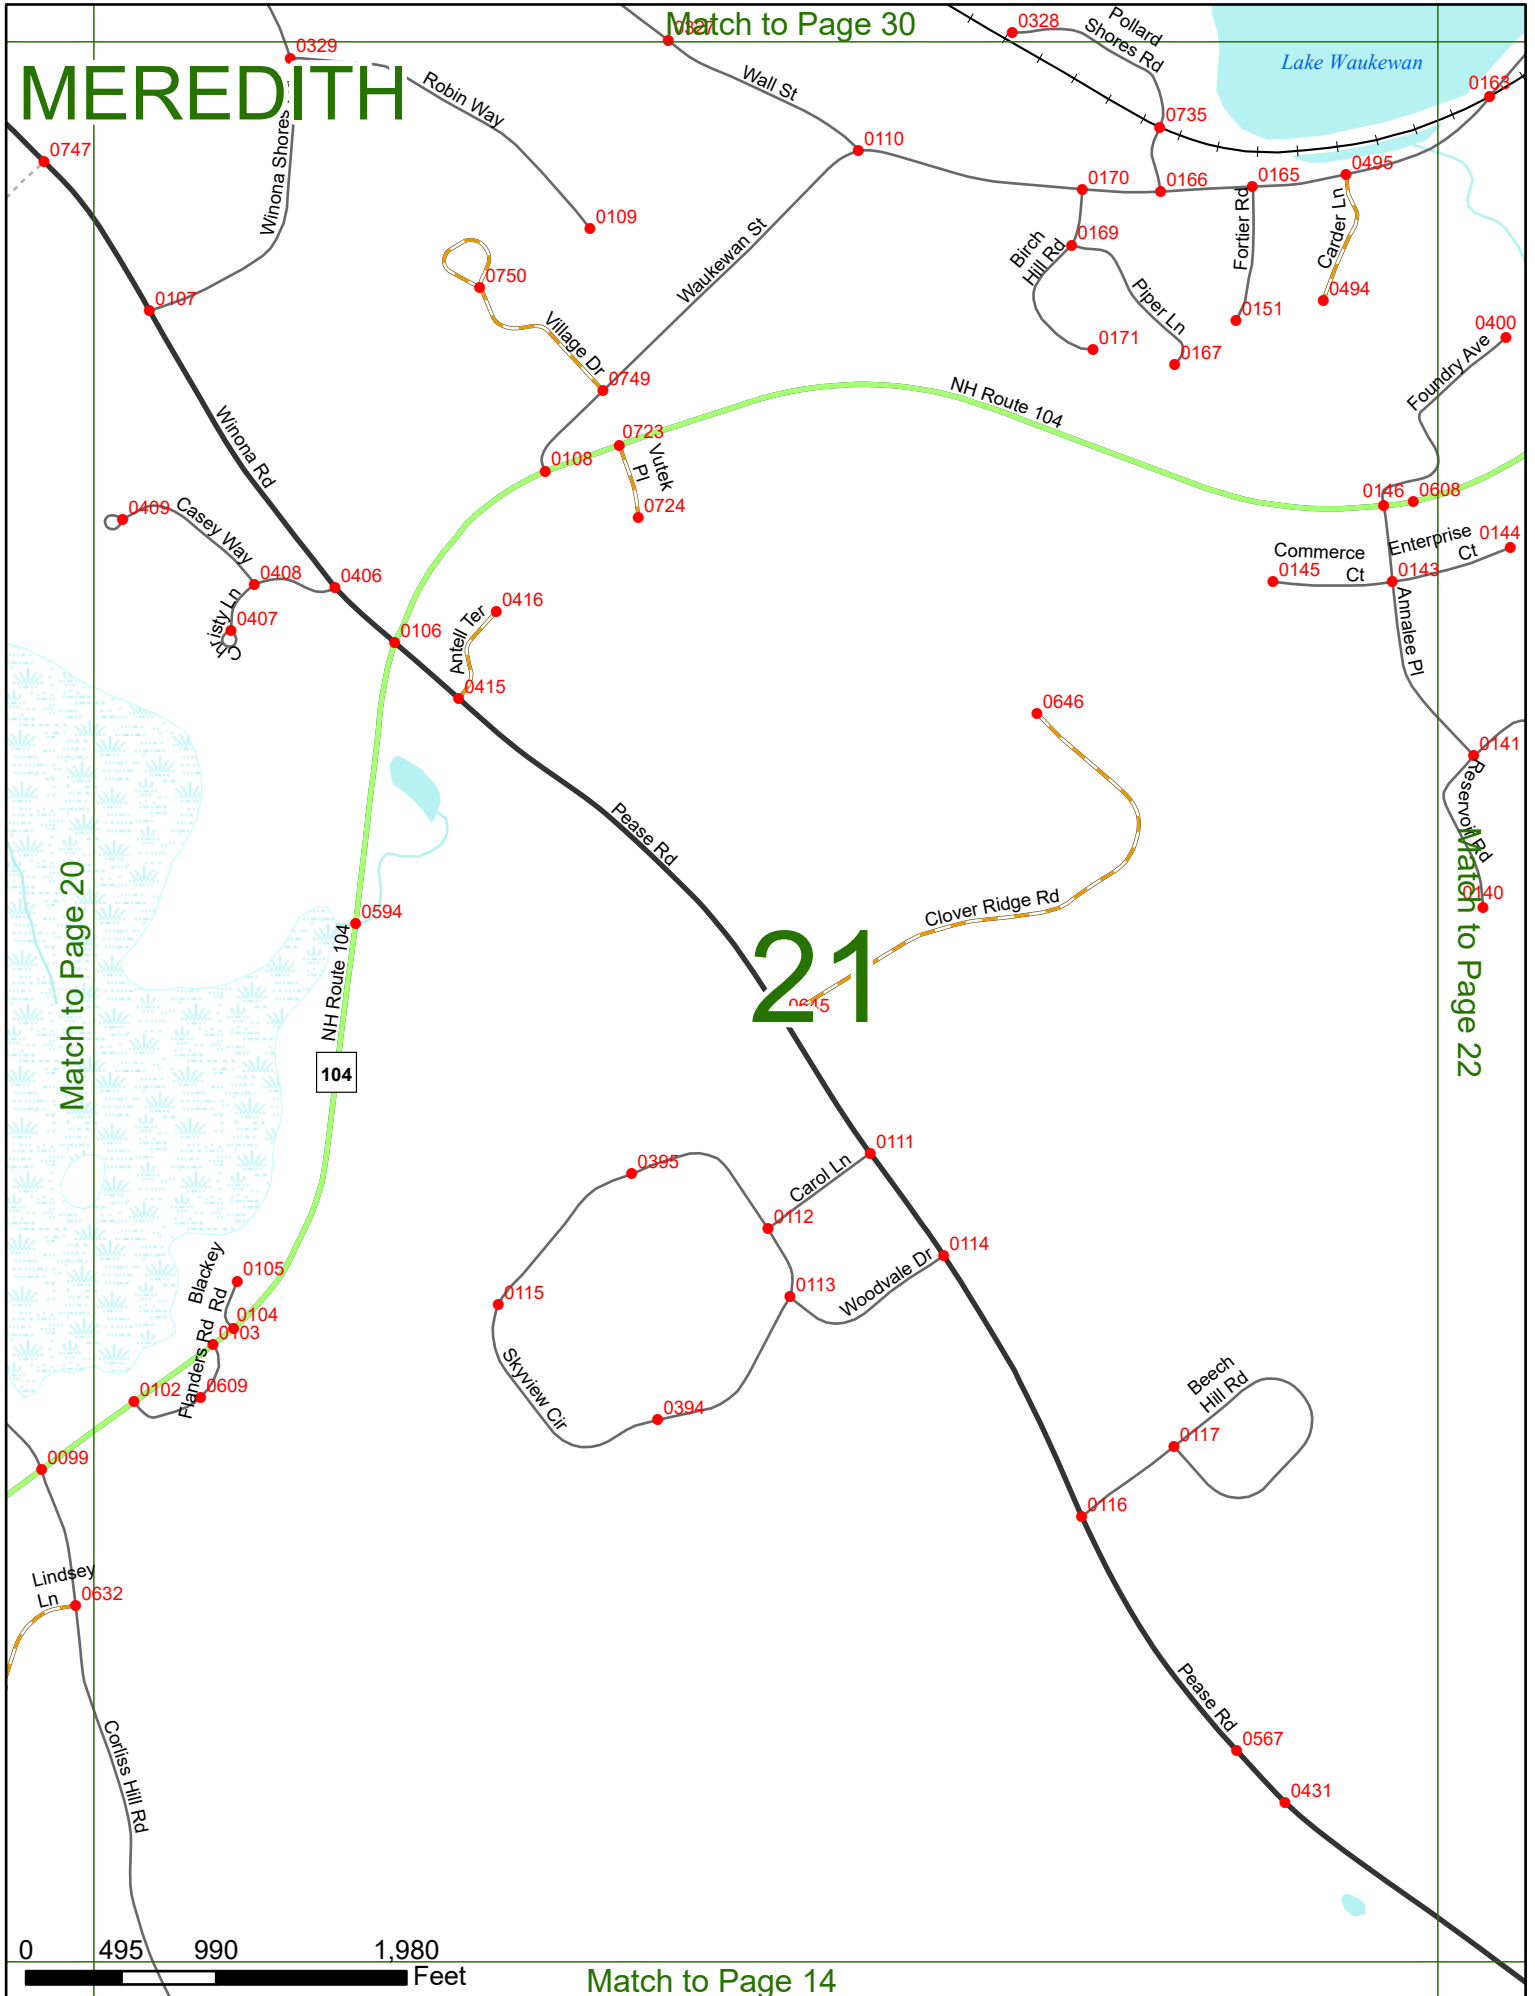 Match to Page 30
MEREDITH
Lake Waukewan
Pollard
Shores Rd
0328
0327
0329
0163
Robin Way
Wall St
Winona Shores
0747
0735
0110
0495
0170
0166
0165
0109
0169
Birch
Hill Rd
Fortier Rd
Carder Ln
Waukewan St
0107
0750
Piper Ln
0494
0151
0400
0171
0167
Village Dr
Foundry Ave
0749
NH Route 104
Winona Rd
0723
0108
Vutek
Pl
0724
0146
0608
0409
Casey Way
Commerce
Ct
Enterprise
Ct
0144
0145
0143
0408
0406
Christy Ln
0407
Annalee Pl
0416
Antell Ter
0106
0415
0646
0141
Reservoir Rd
Pease Rd
Match to Page 20
Match to Page 22
0140
Clover Ridge Rd
0594
NH Route 104
104
21
0645
0111
Carol Ln
0395
0112
0114
Woodvale Dr
0113
0115
Blackey
Rd
0105
0104
0103
Flanders Rd
0102
0609
Skyview Cir
0394
Beech
Hill Rd
0117
0099
0116
Lindsey
Ln
0632
Pease Rd
0567
0431
Corliss Hill Rd
0 495 990 1,980
Feet
Match to Page 14